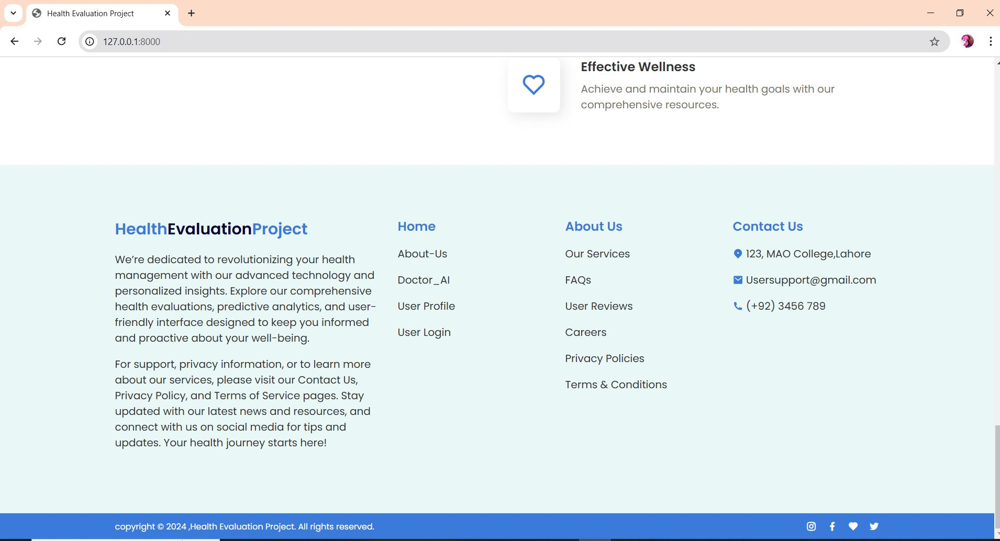 Health Evaluation Project
127.0.0.1:8000
Effective Wellness
Achieve and maintain your health goals with our
comprehensive resources.
HealthEvaluationProject
We’re dedicated to revolutionizing your health
management with our advanced technology and
personalized insights. Explore our comprehensive
health evaluations, predictive analytics, and user-
friendly interface designed to keep you informed
and proactive about your well-being.
For support, privacy information, or to learn more
about our services, please visit our Contact Us,
Privacy Policy, and Terms of Service pages. Stay
updated with our latest news and resources, and
connect with us on social media for tips and
updates. Your health journey starts here!
Home
About-Us
Doctor_AI
User Profile
User Login
About Us
Our Services
FAQs
User Reviews
Careers
Privacy Policies
Terms & Conditions
Contact Us
123, MAO College,Lahore
Usersupport@gmail.com
(+92) 3456 789
copyright © 2024 ,Health Evaluation Project. All rights reserved.